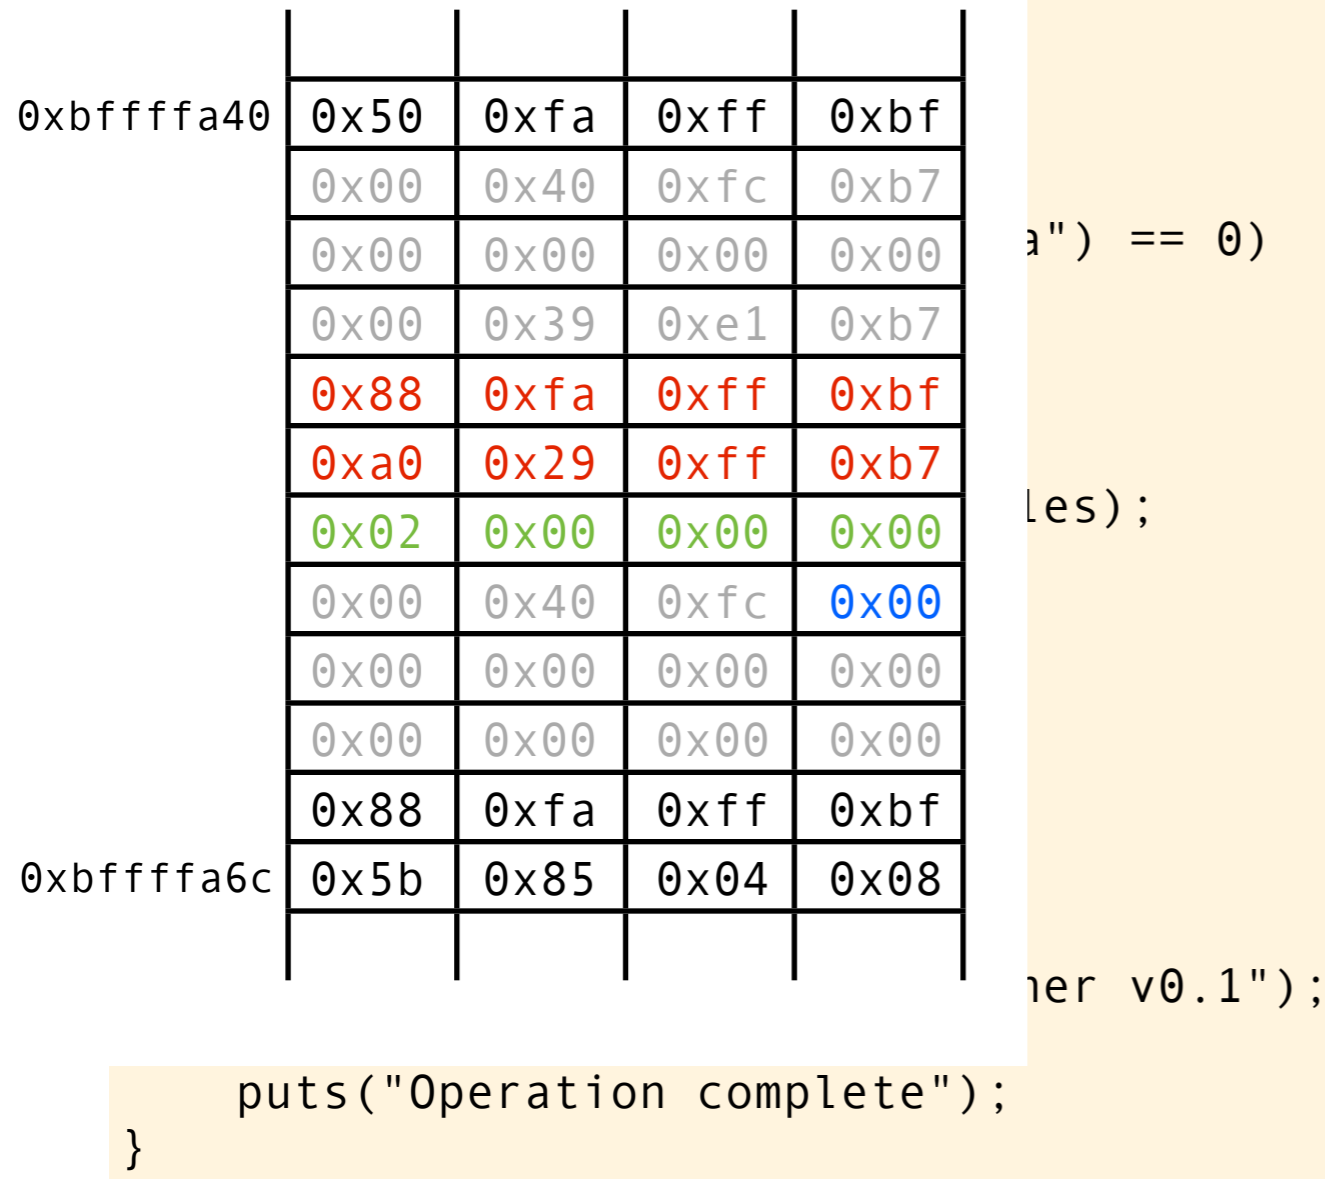 0xbffffa40 0x50 0xfa 0xff 0xbf
0x00 0x40 0xfc 0xb7
a") == 0)
0x00 0x00 0x00 0x00
0x00 0x39 0xe1 0xb7
0x88 0xfa 0xff 0xbf
0xa0 0x29 0xff 0xb7
les);
0x02 0x00 0x00 0x00
0x00 0x40 0xfc 0x00
0x00 0x00 0x00 0x00
0x00 0x00 0x00 0x00
0x88 0xfa 0xff 0xbf
0xbffffa6c 0x5b 0x85 0x04 0x08
ner v0.1");
puts("Operation complete");
}